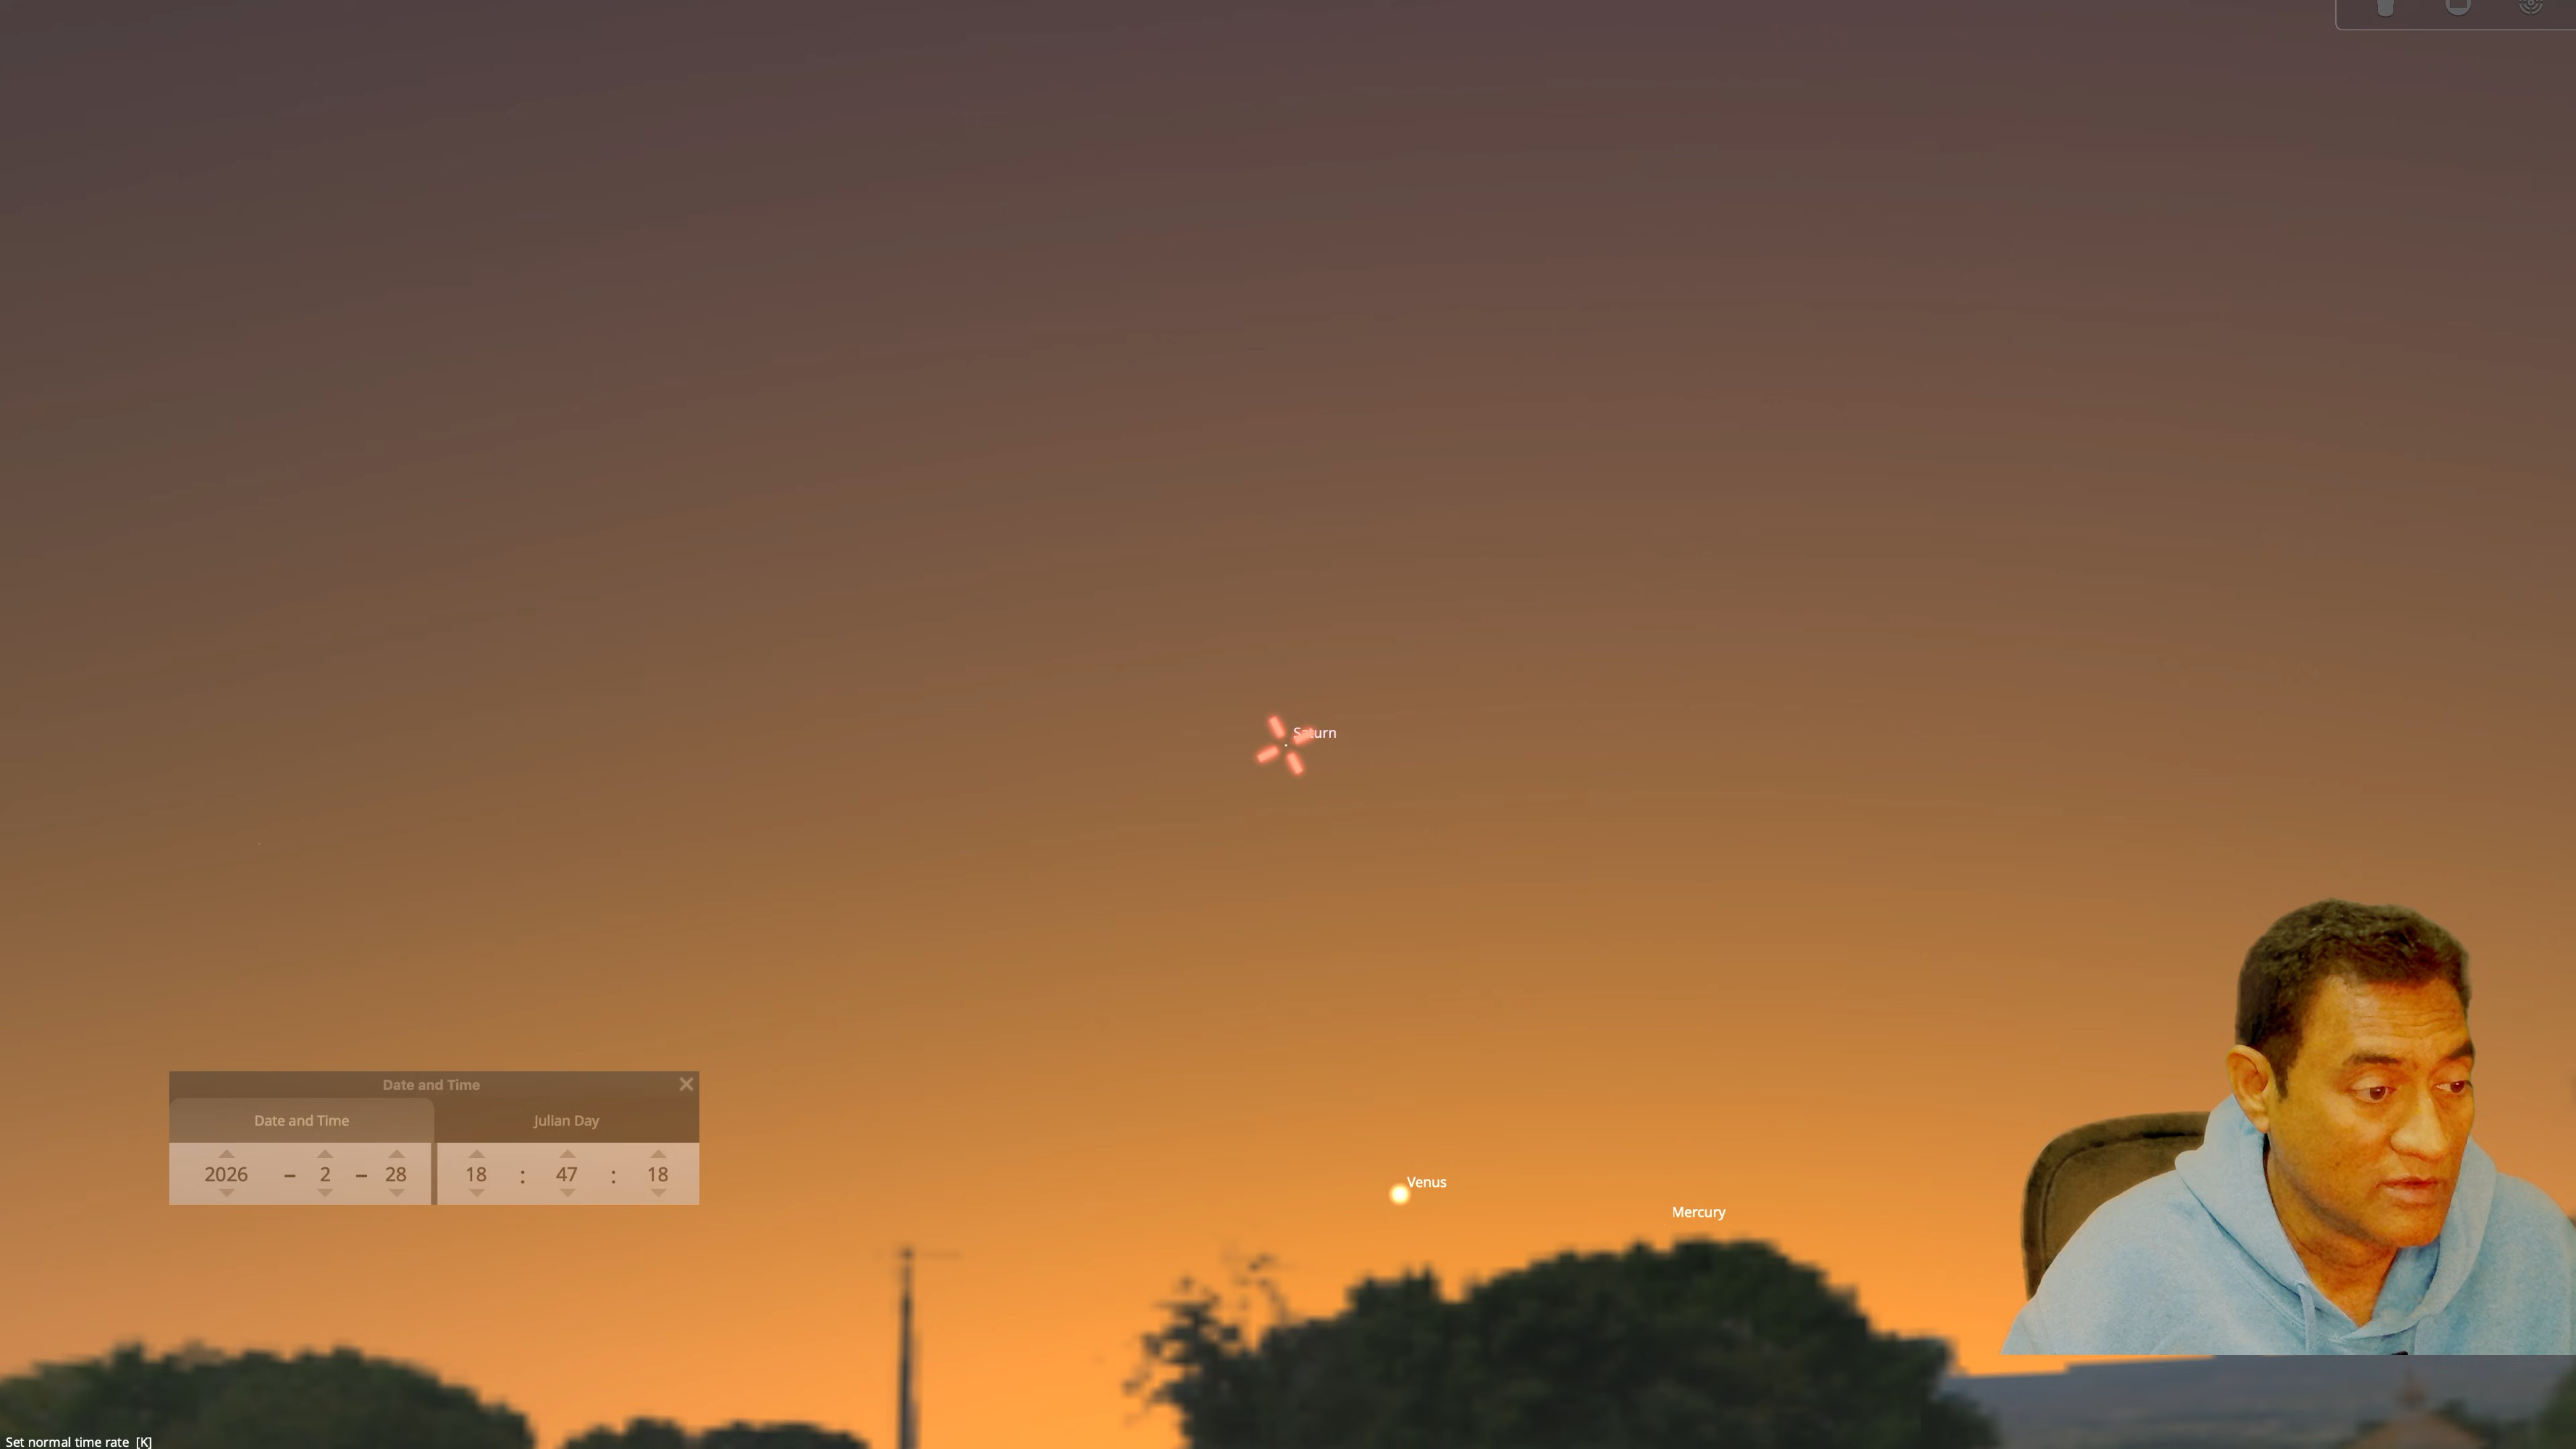 Saturn
Date and Time
Date and Time Julian Day
2026 – 2 – 28 18 : 47 : 18
Venus
Mercury
Set normal time rate [K]